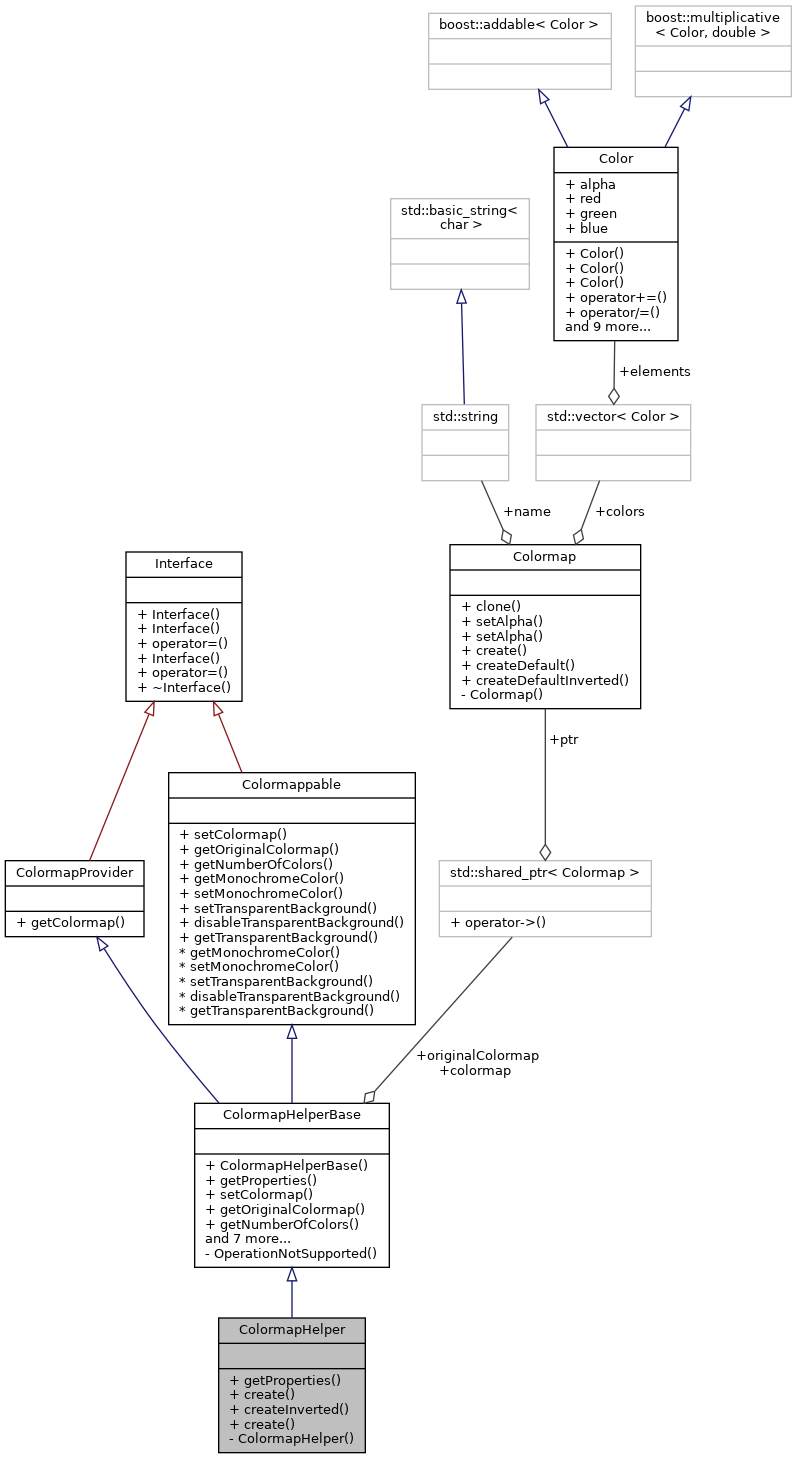 boost::addable< Color >
boost::multiplicative
< Color, double >
Color
+ alpha
+ red
+ green
+ blue
+ Color()
+ Color()
+ Color()
+ operator+=()
+ operator/=()
and 9 more...
std::basic_string<
char >
+elements
std::string
std::vector< Color >
+name
+colors
Colormap
+ clone()
+ setAlpha()
+ setAlpha()
+ create()
+ createDefault()
+ createDefaultInverted()
- Colormap()
Interface
+ Interface()
+ Interface()
+ operator=()
+ Interface()
+ operator=()
+ ~Interface()
+ptr
Colormappable
+ setColormap()
+ getOriginalColormap()
+ getNumberOfColors()
+ getMonochromeColor()
+ setMonochromeColor()
+ setTransparentBackground()
+ disableTransparentBackground()
+ getTransparentBackground()
* getMonochromeColor()
* setMonochromeColor()
* setTransparentBackground()
* disableTransparentBackground()
* getTransparentBackground()
ColormapProvider
+ getColormap()
std::shared_ptr< Colormap >
+ operator->()
+originalColormap
+colormap
ColormapHelperBase
+ ColormapHelperBase()
+ getProperties()
+ setColormap()
+ getOriginalColormap()
+ getNumberOfColors()
and 7 more...
- OperationNotSupported()
ColormapHelper
+ getProperties()
+ create()
+ createInverted()
+ create()
- ColormapHelper()